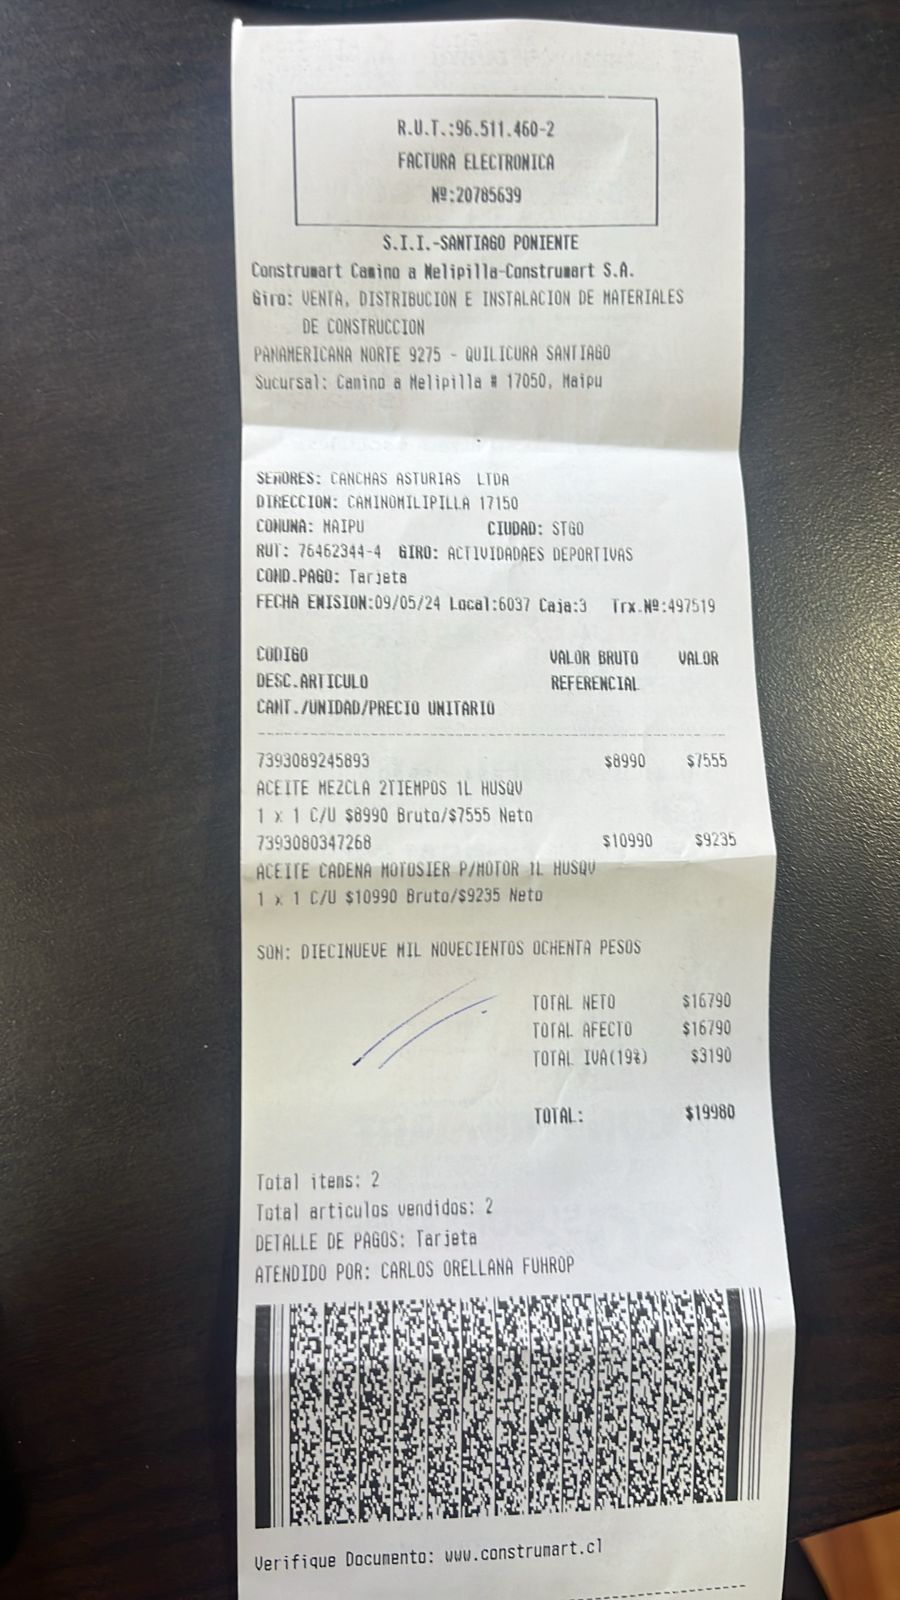 R.U.T.:96.511.460-2
FACTURA ELECTRONICA
Nº:20785639
S.I.I.-SANTIAGO PONIENTE
Construmart Camino a Melipilla-Construmart S.A.
Giro: VENTA, DISTRIBUCION E INSTALACION DE MATERIALES
DE CONSTRUCCION
PANAMERICANA NORTE 9275 - QUILICURA SANTIAGO
Sucursal: Camino a Melipilla # 17050, Maipu
SEñORES: CANCHAS ASTURIAS LTDA
DIRECCION: CAMINOMILIPILLA 17150
COMUNA: MAIPU CIUDAD: STGO
RUT: 76462344-4 GIRO: ACTIVIDADAES DEPORTIVAS
COND.PAGO: Tarjeta
FECHA EMISION:09/05/24 Local:6037 Caja:3 Trx.Nº:497519
CODIGO VALOR BRUTO VALOR
DESC.ARTICULO REFERENCIAL
CANT./UNIDAD/PRECIO UNITARIO
7393089245893 $8990 $7555
ACEITE MEZCLA 2TIEMPOS 1L HUSQV
1 x 1 C/U $8990 Bruto/$7555 Neto
7393080347268 $10990 $9235
ACEITE CADENA MOTOSIER P/MOTOR 1L HUSQV
1 x 1 C/U $10990 Bruto/$9235 Neto
SON: DIECINUEVE MIL NOVECIENTOS OCHENTA PESOS
TOTAL NETO $16790
TOTAL AFECTO $16790
TOTAL IVA(19%) $3190
TOTAL: $19980
Total items: 2
Total articulos vendidos: 2
DETALLE DE PAGOS: Tarjeta
ATENDIDO POR: CARLOS ORELLANA FUHROP
Verifique Documento: www.construmart.cl